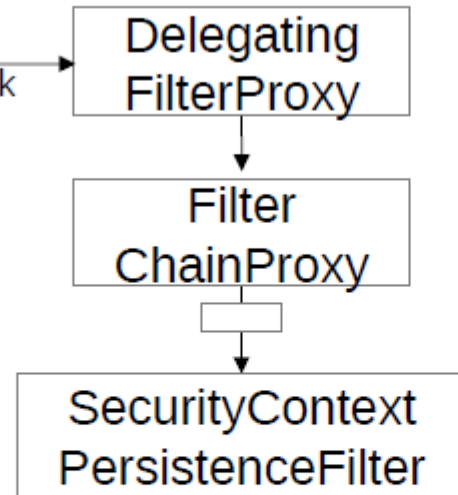 Delegating
FilterProxy
k
Filter
ChainProxy
SecurityContext
PersistenceFilter